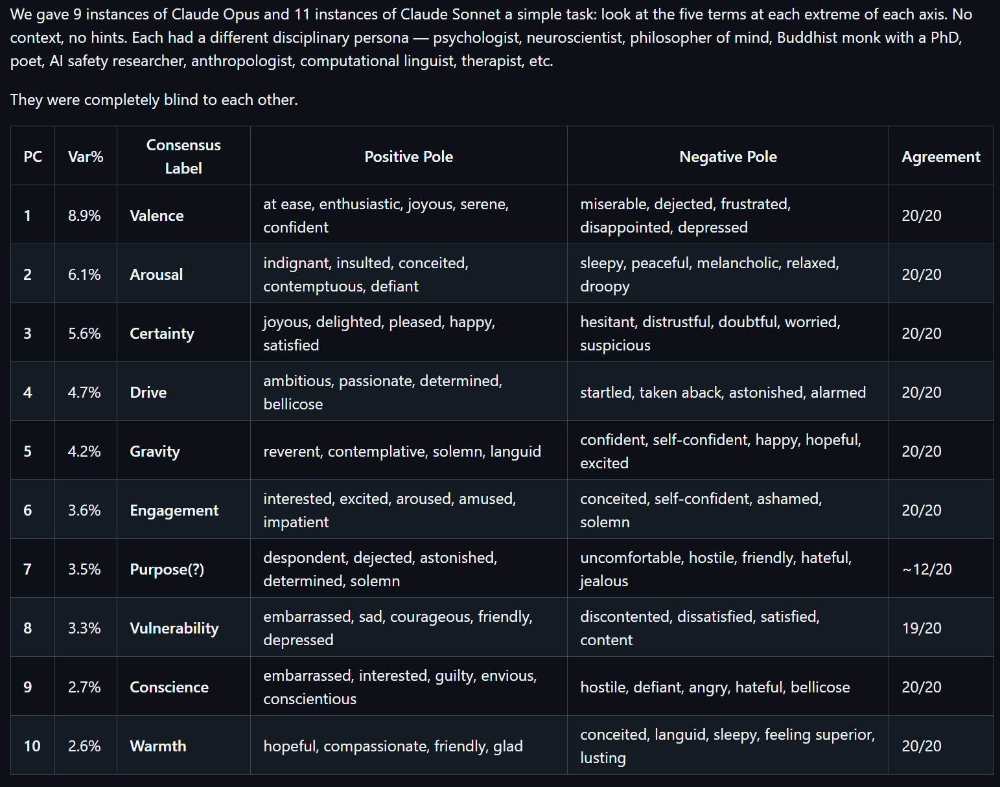 We gave 9 instances of Claude Opus and 11 instances of Claude Sonnet a simple task: look at the five terms at each extreme of each axis. No
context, no hints. Each had a different disciplinary persona — psychologist, neuroscientist, philosopher of mind, Buddhist monk with a PhD,
poet, AI safety researcher, anthropologist, computational linguist, therapist, etc.
They were completely blind to each other.
PC Var% Consensus Label Positive Pole Negative Pole Agreement
1 8.9% Valence at ease, enthusiastic, joyous, serene, confident miserable, dejected, frustrated, disappointed, depressed 20/20
2 6.1% Arousal indignant, insulted, conceited, contemptuous, defiant sleepy, peaceful, melancholic, relaxed, droopy 20/20
3 5.6% Certainty joyous, delighted, pleased, happy, satisfied hesitant, distrustful, doubtful, worried, suspicious 20/20
4 4.7% Drive ambitious, passionate, determined, bellicose startled, taken aback, astonished, alarmed 20/20
5 4.2% Gravity reverent, contemplative, solemn, languid confident, self-confident, happy, hopeful, excited 20/20
6 3.6% Engagement interested, excited, aroused, amused, impatient conceited, self-confident, ashamed, solemn 20/20
7 3.5% Purpose(?) despondent, dejected, astonished, determined, solemn uncomfortable, hostile, friendly, hateful, jealous ~12/20
8 3.3% Vulnerability embarrassed, sad, courageous, friendly, depressed discontented, dissatisfied, satisfied, content 19/20
9 2.7% Conscience embarrassed, interested, guilty, envious, conscientious hostile, defiant, angry, hateful, bellicose 20/20
10 2.6% Warmth hopeful, compassionate, friendly, glad conceited, languid, sleepy, feeling superior, lusting 20/20